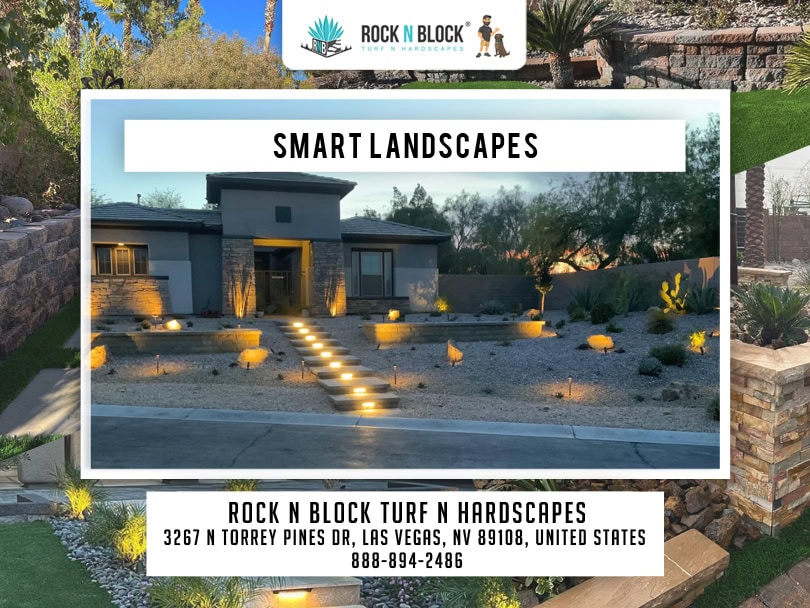 RNB
ROCK N BLOCK®
TURF N HARDSCAPES
SMART LANDSCAPES
ROCK N BLOCK TURF N HARDSCAPES
3267 N TORREY PINES DR, LAS VEGAS, NV 89108, UNITED STATES
888-894-2486